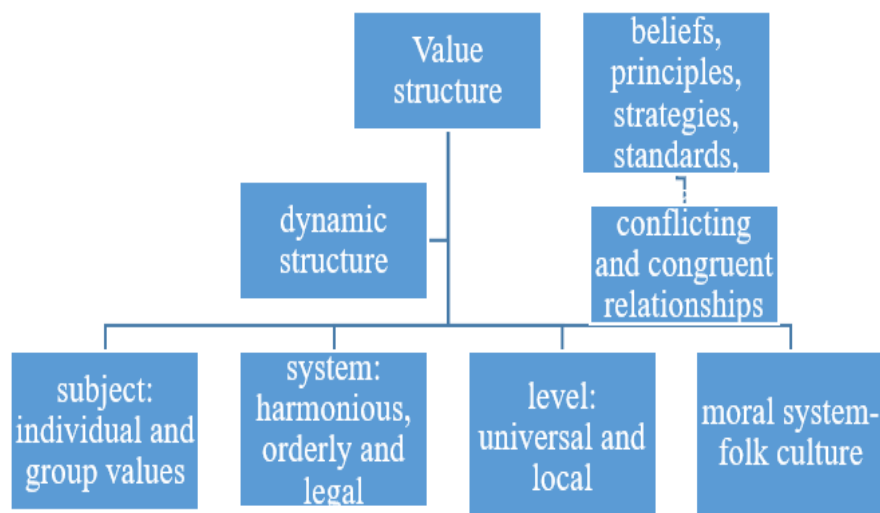 Value
structure
beliefs,
principles,
strategies,
standards,
dynamic
structure
conflicting
and congruent
relationships
subject:
individual and
group values
system:
harmonious,
orderly and
legal
level:
universal and
local
moral system-
folk culture